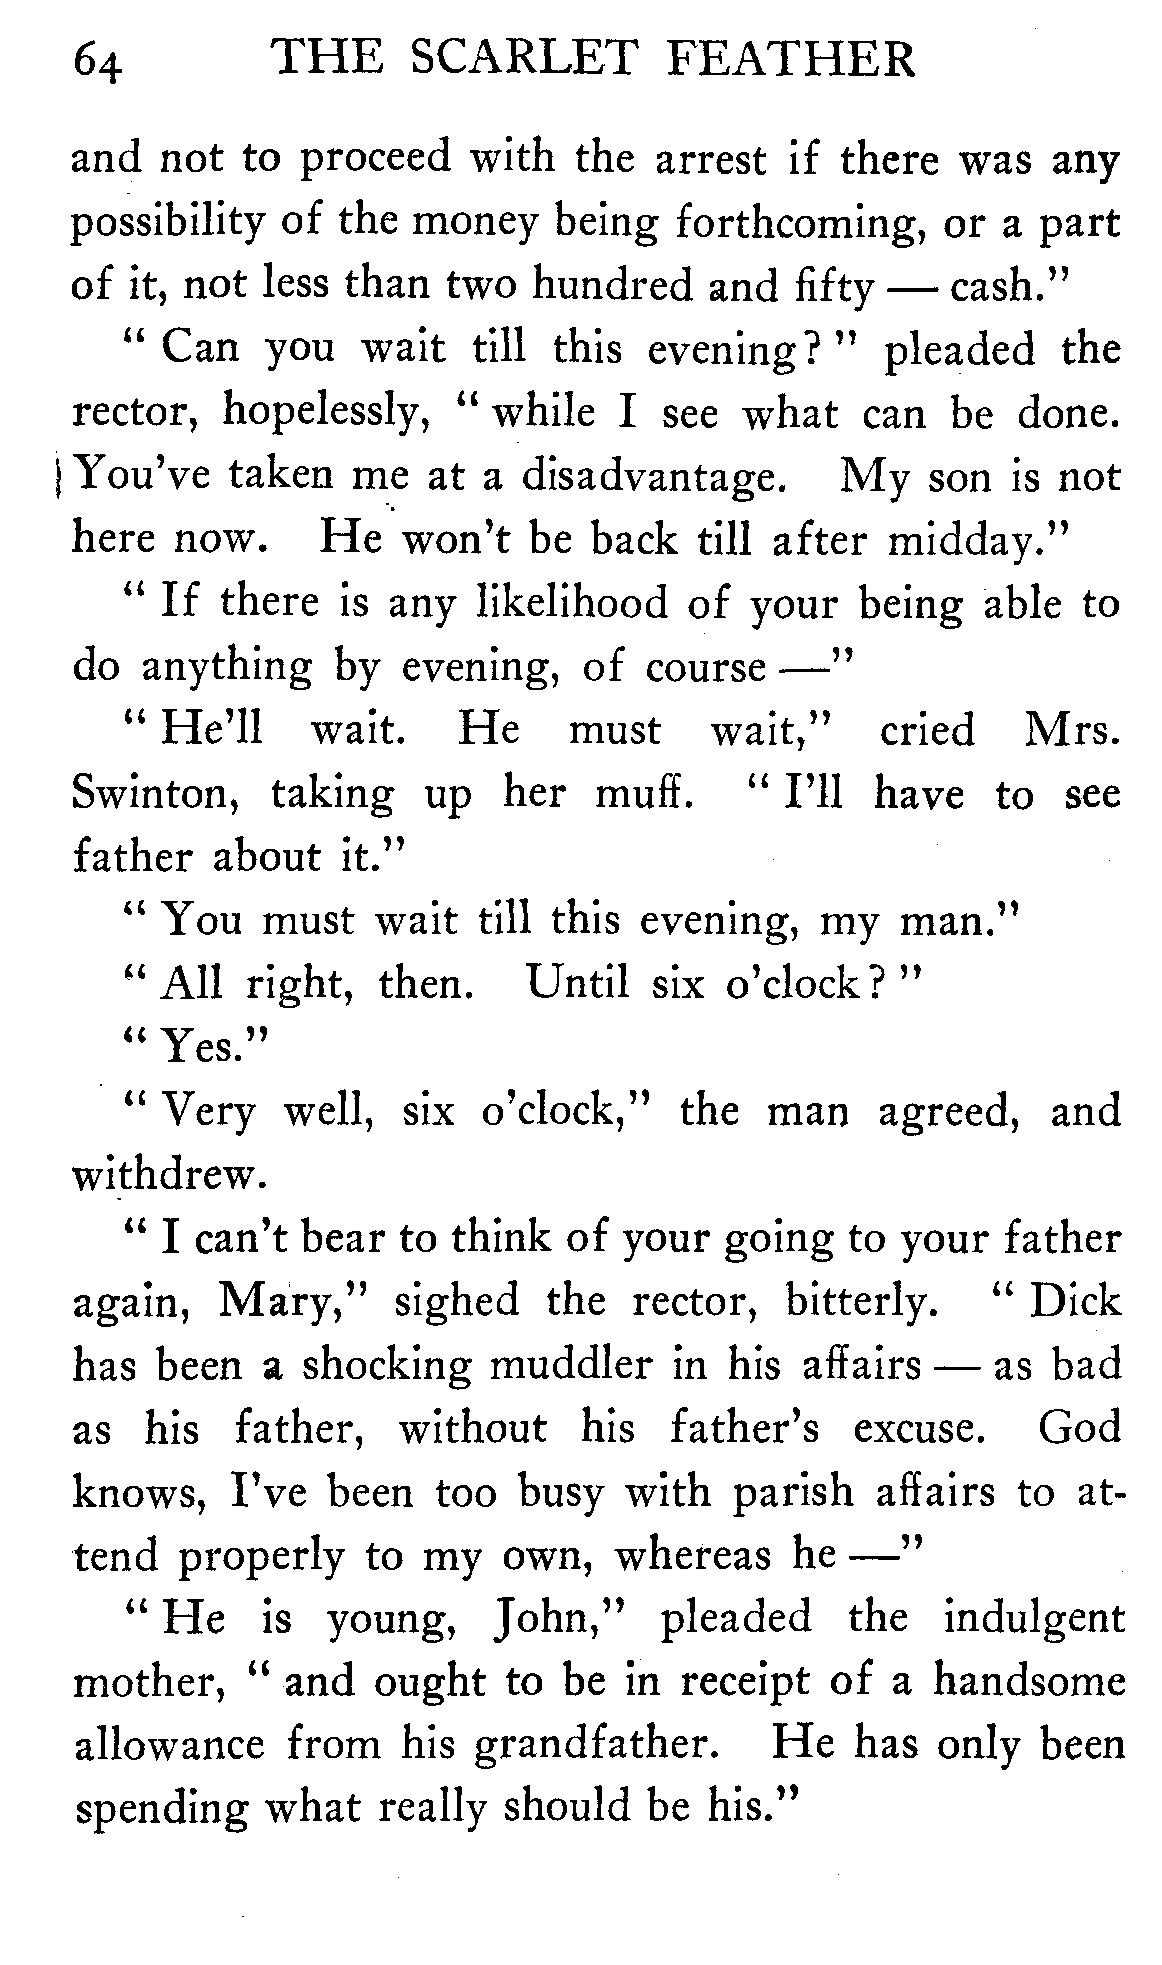 64 THE SCARLET FEATHER
and not to proceed with the arrest if there was any
possibility of the money being forthcoming, or a part
of it, not less than two hundred and fifty — cash."
" Can you wait till this evening? " pleaded the
rector, hopelessly, " while I see what can be done.
You've taken me at a disadvantage. My son is not
here now. He won't be back till after midday."
" If there is any likelihood of your being able to
do anything by evening, of course —"
" He'll wait. He must wait," cried Mrs.
Swinton, taking up her muff. " I'll have to see
father about it."
" You must wait till this evening, my man."
" All right, then. Until six o'clock? "
" Yes."
" Very well, six o'clock," the man agreed, and
withdrew.
" I can't bear to think of your going to your father
again, Mary," sighed the rector, bitterly. " Dick
has been a shocking muddler in his affairs — as bad
as his father, without his father's excuse. God
knows, I've been too busy with parish affairs to at-
tend properly to my own, whereas he —"
" He is young, John," pleaded the indulgent
mother, " and ought to be in receipt of a handsome
allowance from his grandfather. He has only been
spending what really should be his."